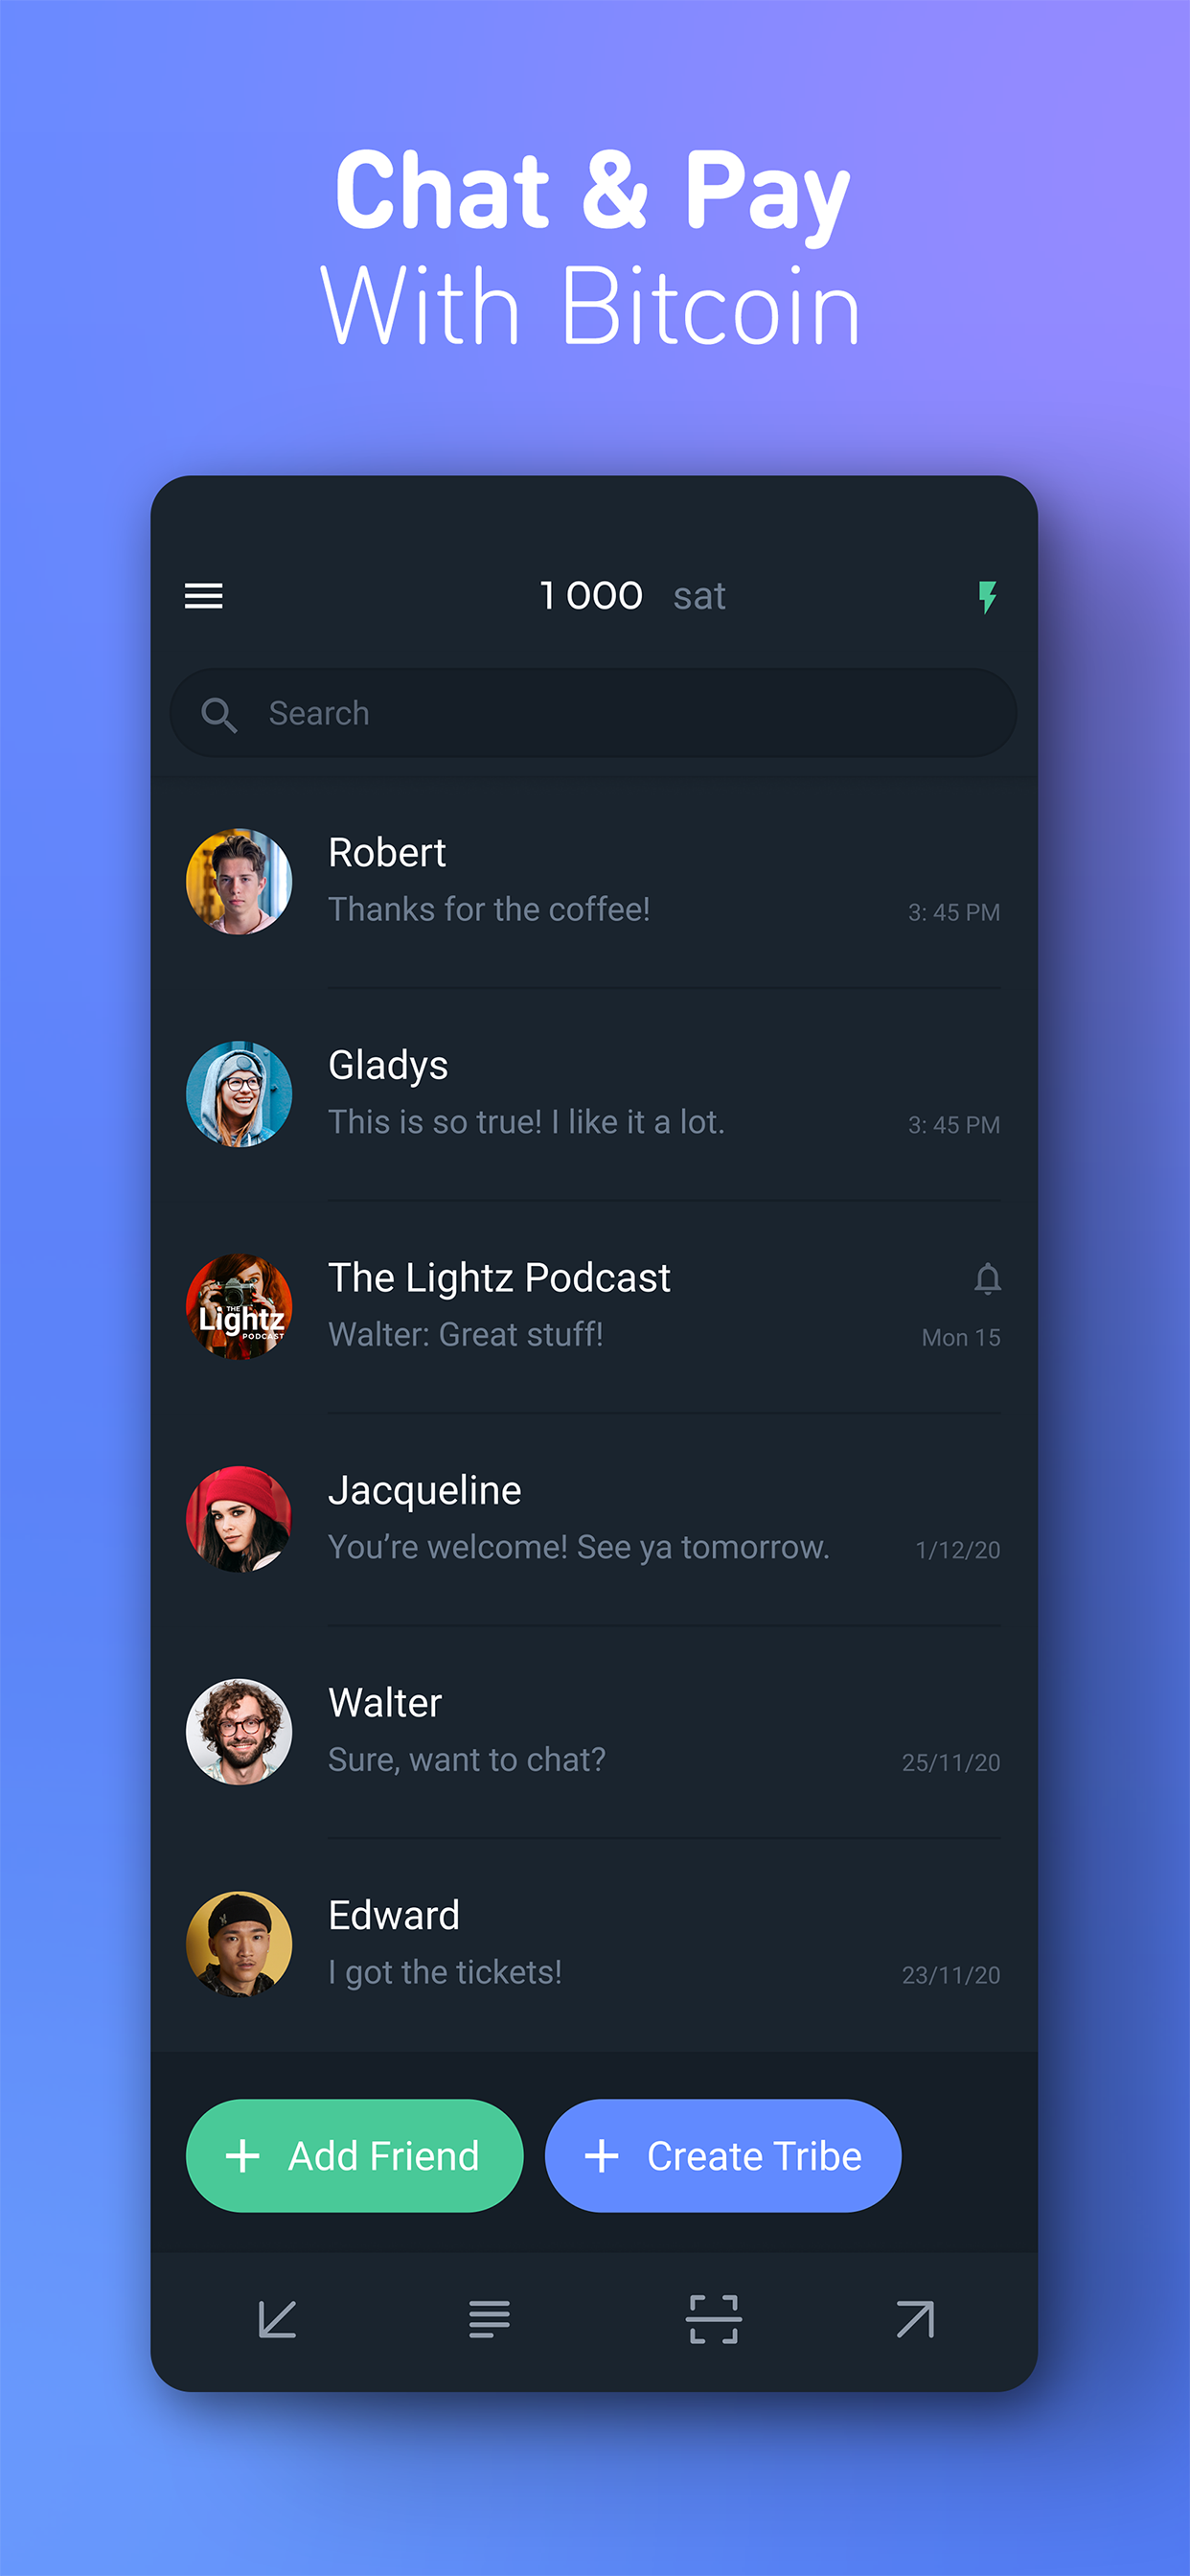 Chat & Pay
With Bitcoin
1 000 sat
Search
Robert
Thanks for the coffee!
3: 45 PM
Gladys
This is so true! I like it a lot.
3: 45 PM
THE
Lightz
PODCAST
The Lightz Podcast
Walter: Great stuff!
Mon 15
Jacqueline
You’re welcome! See ya tomorrow.
1/12/20
Walter
Sure, want to chat?
25/11/20
Edward
I got the tickets!
23/11/20
+ Add Friend
+ Create Tribe